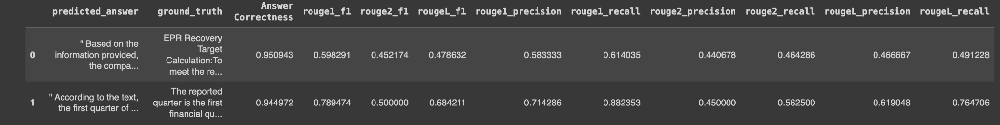 predicted_answer ground_truth Answer Correctness rouge1_f1 rouge2_f1 rougeL_f1 rouge1_precision rouge1_recall rouge2_precision rouge2_recall rougeL_precision rougeL_recall
0 " Based on the information provided, the compa... EPR Recovery Target Calculation:To meet the re... 0.950943 0.598291 0.452174 0.478632 0.583333 0.614035 0.440678 0.464286 0.466667 0.491228
1 " According to the text, the first quarter of ... The reported quarter is the first financial qu... 0.944972 0.789474 0.500000 0.684211 0.714286 0.882353 0.450000 0.562500 0.619048 0.764706